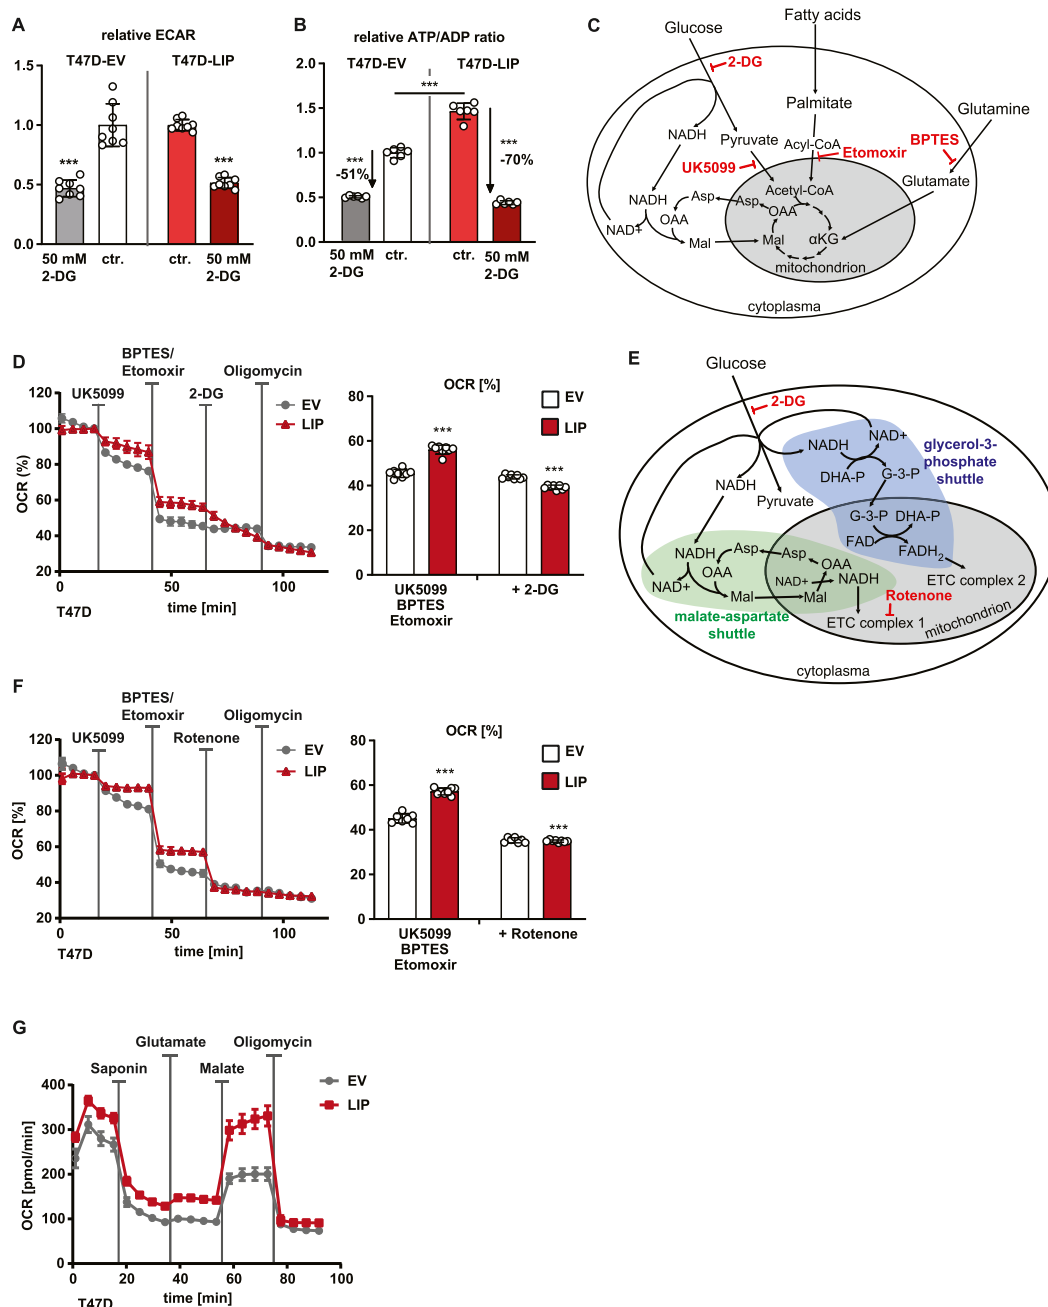 A
relative ECAR
T47D-EV T47D-LIP
1.5
1.0
0.5
0.0
***
***
50 mM
2-DG
ctr.
ctr.
50 mM
2-DG
B
relative ATP/ADP ratio
T47D-EV T47D-LIP
2.0
1.5
1.0
0.5
0.0
***
***
-51%
***
-70%
50 mM
2-DG
ctr.
ctr.
50 mM
2-DG
C
Fatty acids
Glucose
2-DG
Palmitate
Glutamine
NADH
Pyruvate
Acyl-CoA
BPTES
UK5099
Etomoxir
Glutamate
Acetyl-CoA
NADH
Asp
Asp
OAA
OAA
NAD+
Mal
Mal
αKG
mitochondrion
cytoplasma
D
BPTES/
Etomoxir
Oligomycin
UK5099
2-DG
EV
LIP
OCR (%)
120
100
80
60
40
20
0
50
100
time [min]
T47D
OCR [%]
80
60
40
20
0
EV
LIP
***
***
UK5099
BPTES
Etomoxir
+ 2-DG
E
Glucose
2-DG
NADH
NAD+
glycerol-3-
phosphate
shuttle
DHA-P
G-3-P
NADH
Pyruvate
G-3-P
DHA-P
FAD
FADH2
NADH
Asp
Asp
OAA
OAA
NAD+
NADH
NAD+
Mal
Mal
ETC complex 2
Rotenone
ETC complex 1
mitochondrion
malate-aspartate
shuttle
cytoplasma
F
BPTES/
Etomoxir
Oligomycin
UK5099
Rotenone
EV
LIP
OCR [%]
120
100
80
60
40
20
0
50
100
time [min]
T47D
OCR [%]
80
60
40
20
0
EV
LIP
***
***
UK5099
BPTES
Etomoxir
+ Rotenone
G
Glutamate
Oligomycin
Saponin
Malate
EV
LIP
OCR [pmol/min]
400
300
200
100
0
0
20
40
60
80
100
time [min]
T47D